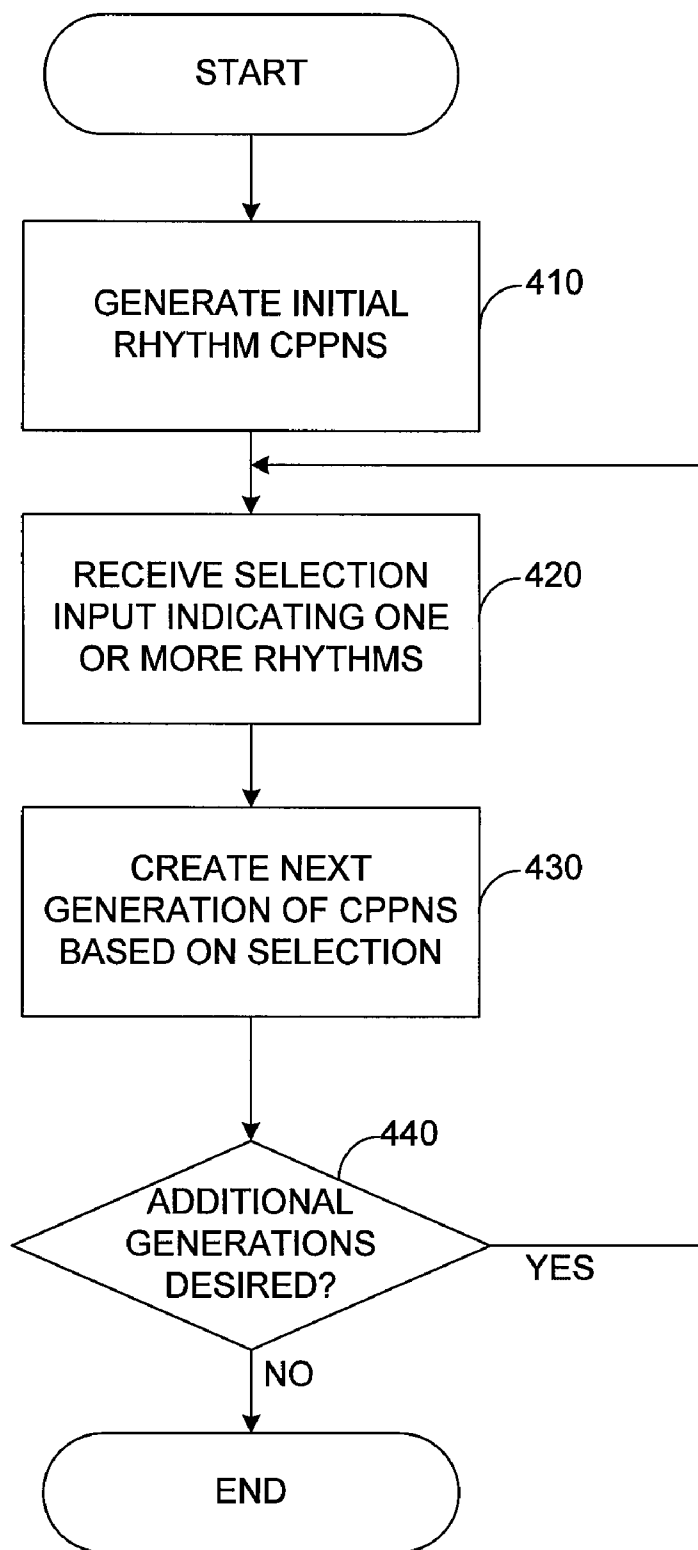 START
GENERATE INITIAL
RHYTHM CPPNS
410
RECEIVE SELECTION
INPUT INDICATING ONE
OR MORE RHYTHMS
420
CREATE NEXT
GENERATION OF CPPNS
BASED ON SELECTION
430
440
ADDITIONAL
GENERATIONS
DESIRED?
YES
NO
END